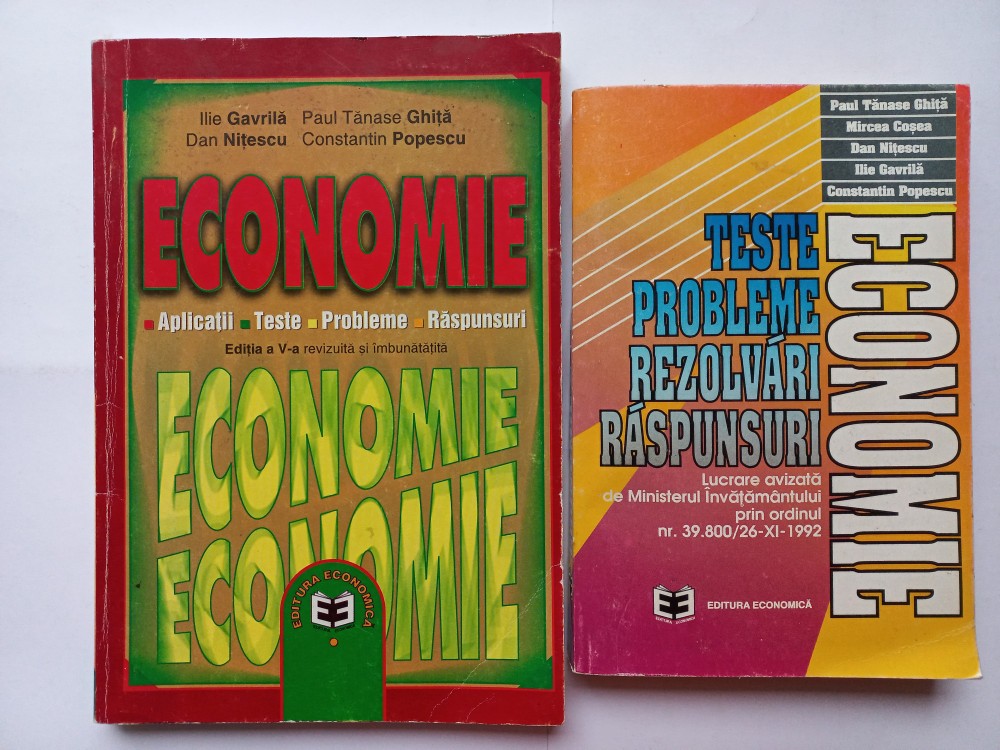 Ilie Gavrilă Paul Tănase Ghiță
Dan Nițescu Constantin Popescu
ECONOMIE
Aplicații Teste Probleme Răspunsuri
Ediția a V-a revizuită și îmbunătățită
ECONOMIE
ECONOMIE
EDITURA ECONOMICĂ
Paul Tănase Ghiță
Mircea Coșea
Dan Nițescu
Ilie Gavrilă
Constantin Popescu
ECONOMIE
TESTE
PROBLEME
REZOLVĂRI
RĂSPUNSURI
Lucrare avizată
de Ministerul Învățământului
prin ordinul
nr. 39.800/26-XI-1992
EDITURA ECONOMICĂ